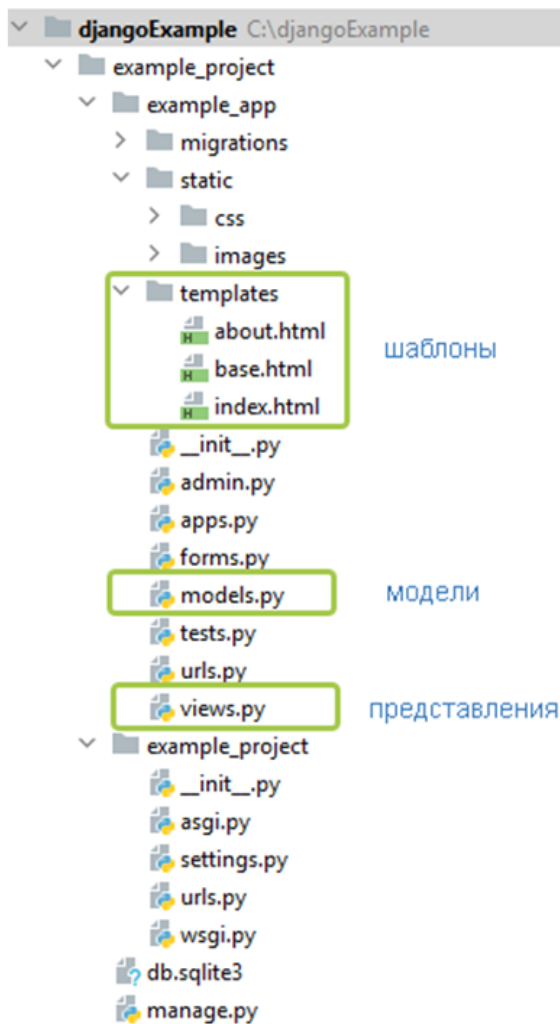 djangoExample C:\djangoExample
example_project
example_app
migrations
static
css
images
templates
about.html
шаблоны
base.html
index.html
__init__.py
admin.py
apps.py
forms.py
models.py модели
tests.py
urls.py
views.py представления
example_project
__init__.py
asgi.py
settings.py
urls.py
wsgi.py
db.sqlite3
manage.py